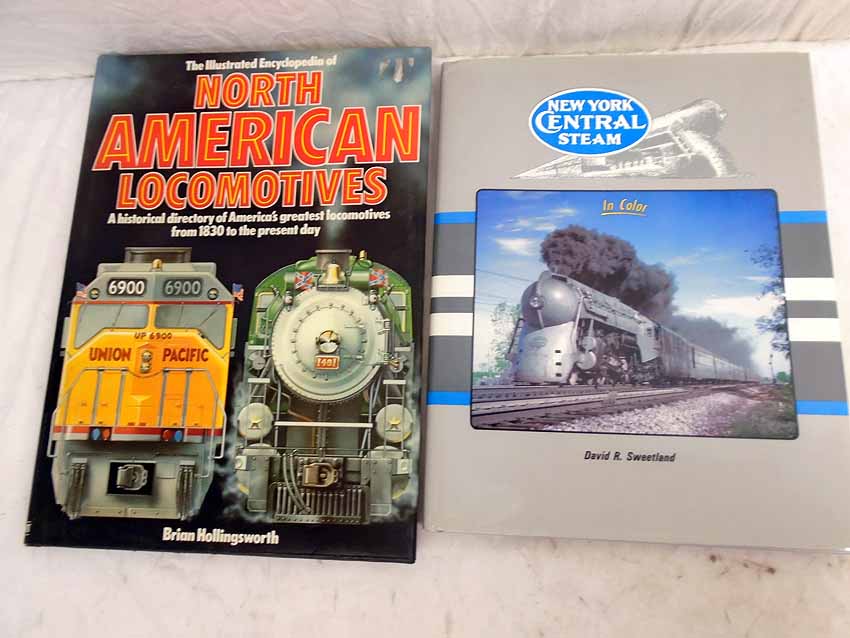 The Illustrated Encyclopedia of
NORTH
AMERICAN
LOCOMOTIVES
A historical directory of America's greatest locomotives
from 1830 to the present day
6900 6900
UP 6900
UNION PACIFIC
1401
Brian Hollingsworth
NEW YORK
CENTRAL
STEAM
In Color
David R. Sweetland